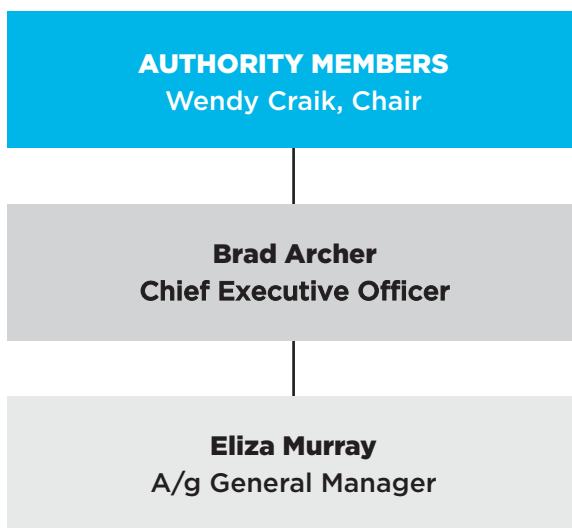 AUTHORITY MEMBERS
Wendy Craik, Chair
Brad Archer
Chief Executive Officer
Eliza Murray
A/g General Manager